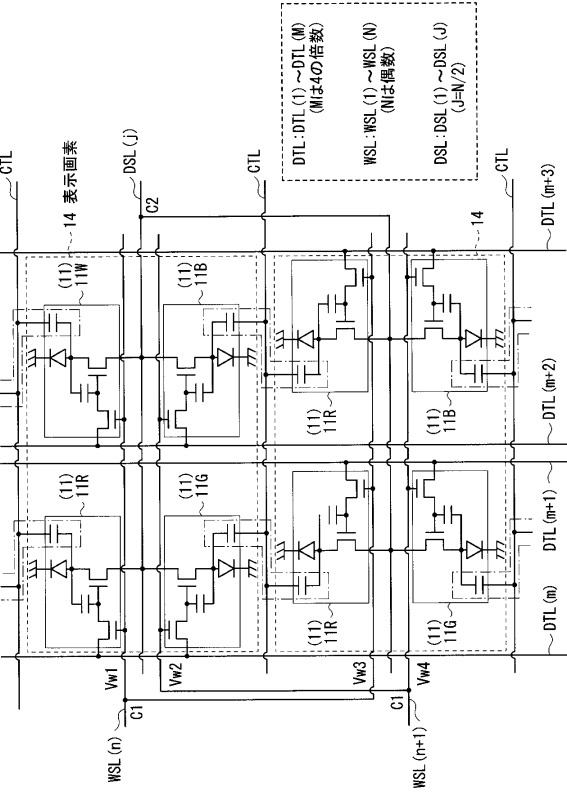 CTL
14 表示画素
DSL(j)
C2
CTL
DTL:DTL(1)～DTL(M)
(Mは4の倍数)
WSL:WSL(1)～WSL(N)
(Nは偶数)
DSL:DSL(1)～DSL(J)
(J=N/2)
CTL
DTL(m+3)
14
(11)
11W
(11)
11B
(11)
11R
(11)
11B
DTL(m+2)
(11)
11R
(11)
11G
(11)
11R
(11)
11G
DTL(m+1)
DTL(m)
Vw1
Vw2
Vw3
Vw4
C1
C1
WSL(n)
WSL(n+1)